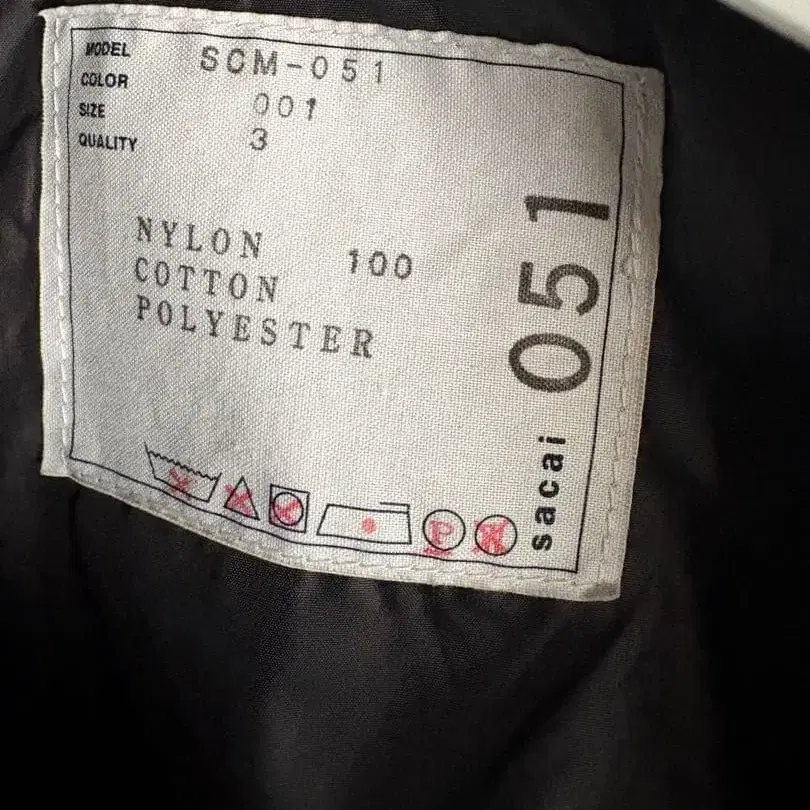 MODEL SCM-051
COLOR 001
SIZE 3
QUALITY
NYLON 100
COTTON
POLYESTER
P
W
sacai 051